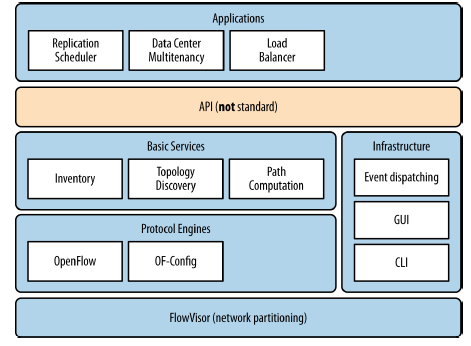 Applications
Replication
Scheduler
Data Center
Multitenancy
Load
Balancer
API (not standard)
Basic Services
Inventory
Topology
Discovery
Path
Computation
Protocol Engines
OpenFlow
OF-Config
Infrastructure
Event dispatching
GUI
CLI
FlowVisor (network partitioning)